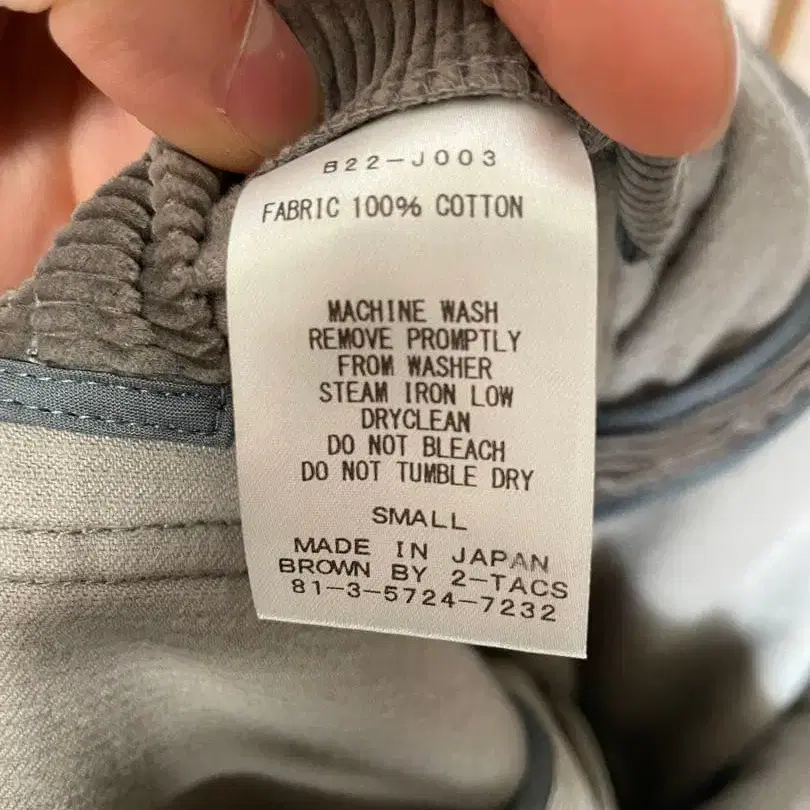 B22-J003
FABRIC 100% COTTON
MACHINE WASH
REMOVE PROMPTLY
FROM WASHER
STEAM IRON LOW
DRYCLEAN
DO NOT BLEACH
DO NOT TUMBLE DRY
SMALL
MADE IN JAPAN
BROWN BY 2-TACS
81-3-5724-7232